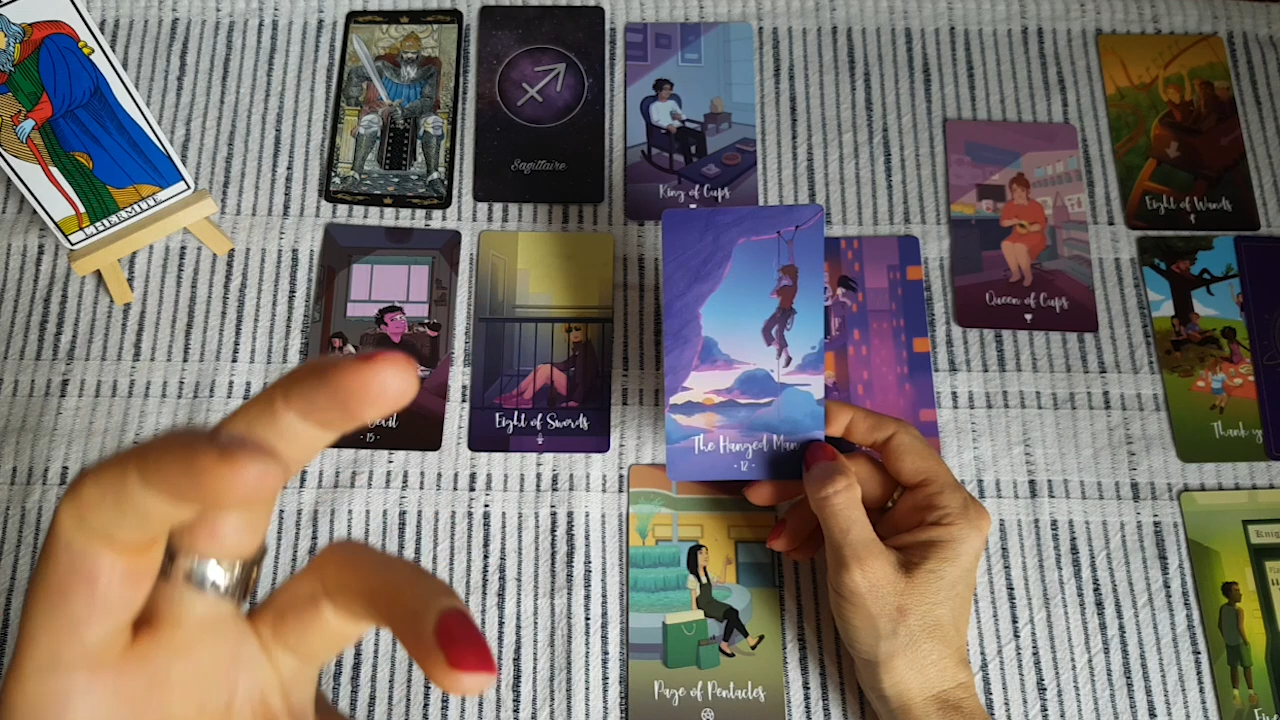 L'HERMITE
Sagittaire
King of Cups
Queen of Cups
Eight of Wands
Devil
- 15 -
Eight of Swords
The Hanged Man
- 12 -
Thank
Page of Pentacles